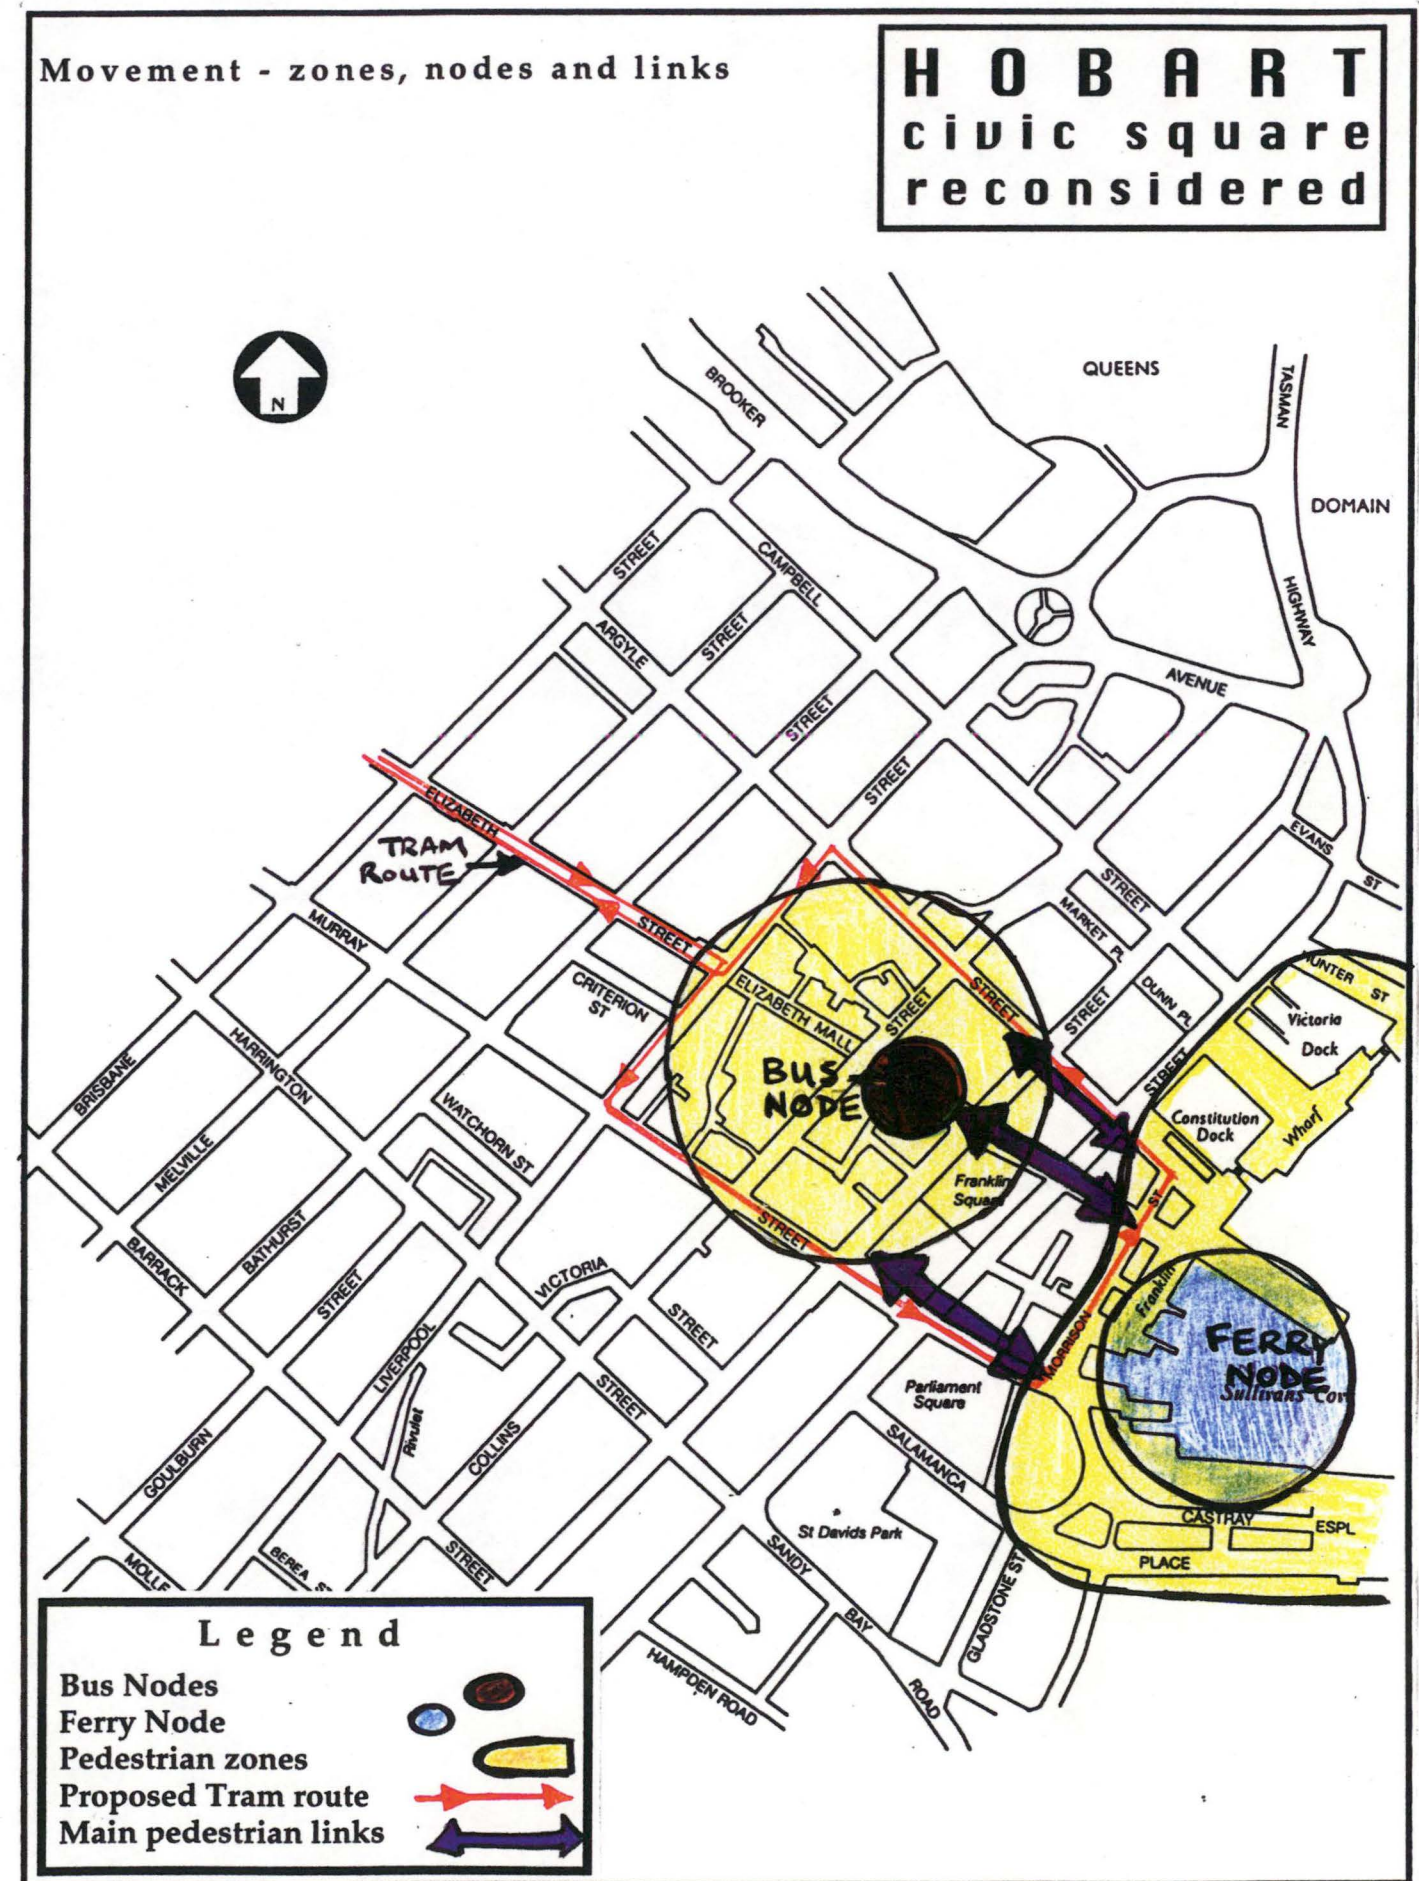 Movement - zones, nodes and links
HOBART
civic square
reconsidered
N
QUEENS
TASMAN
BROOKER
DOMAIN
STREET
CAMPBELL
HIGHWAY
ARGYLE
STREET
AVENUE
STREET
STREET
ELIZABETH
TRAM
ROUTE
EVANS
ST
STREET
MARKET PL
MURRAY
STREET
HUNTER ST
CRITERION
ST
ELIZABETH MALL
STREET
STREET
STREET
DUNN PL
Victoria
Dock
HARRINGTON
BRISBANE
BUS
NODE
STREET
Constitution
Dock
Wharf
WATCHORN ST
MELVILLE
Franklin
Square
ST
STREET
BATHURST
BARRACK
VICTORIA
STREET
STREET
LIVERPOOL
Franklin
MORRISON
FERRY
NODE
Sullivans Cov
Parliament
Square
STREET
Rivulet
COLLINS
SALAMANCA
GOULBURN
St Davids Park
CASTRAY
ESPL
PLACE
MOLLE
BEREA ST
STREET
SANDY
BAY
ROAD
GLADSTONE ST
HAMPDEN ROAD
Legend
Bus Nodes
Ferry Node
Pedestrian zones
Proposed Tram route
Main pedestrian links